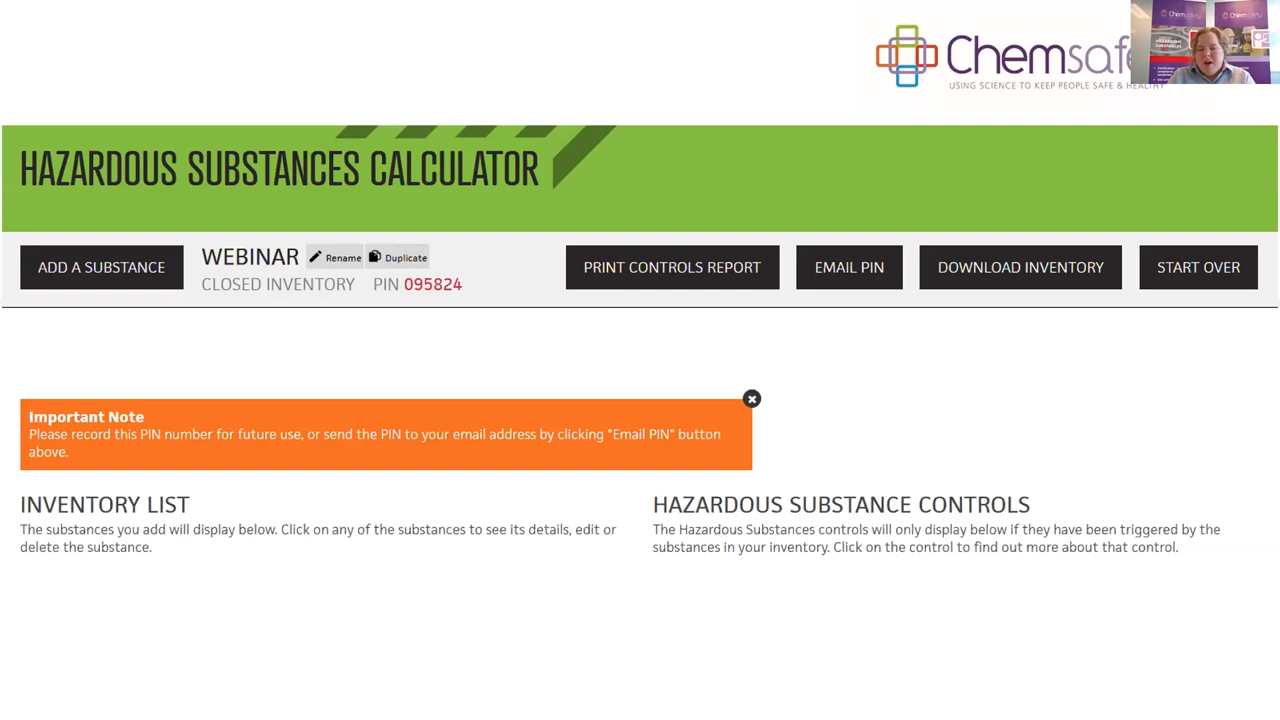 Chemsafe
USING SCIENCE TO KEEP PEOPLE SAFE & HEALTHY
HAZARDOUS SUBSTANCES CALCULATOR
ADD A SUBSTANCE
WEBINAR Rename Duplicate
CLOSED INVENTORY PIN 095824
PRINT CONTROLS REPORT
EMAIL PIN
DOWNLOAD INVENTORY
START OVER
Important Note
Please record this PIN number for future use, or send the PIN to your email address by clicking "Email PIN" button
above.
INVENTORY LIST
The substances you add will display below. Click on any of the substances to see its details, edit or
delete the substance.
HAZARDOUS SUBSTANCE CONTROLS
The Hazardous Substances controls will only display below if they have been triggered by the
substances in your inventory. Click on the control to find out more about that control.